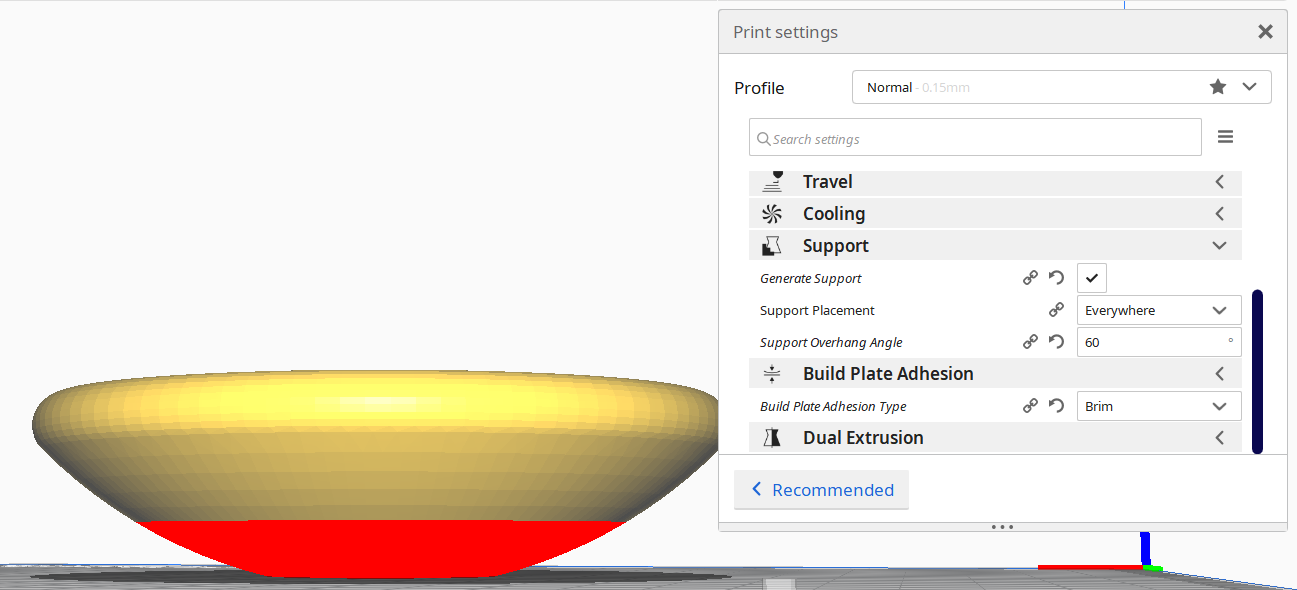 Print settings
Profile
Normal - 0.15mm
Search settings
Travel
Cooling
Support
Generate Support
Support Placement
Everywhere
Support Overhang Angle
60 °
Build Plate Adhesion
Build Plate Adhesion Type
Brim
Dual Extrusion
Recommended